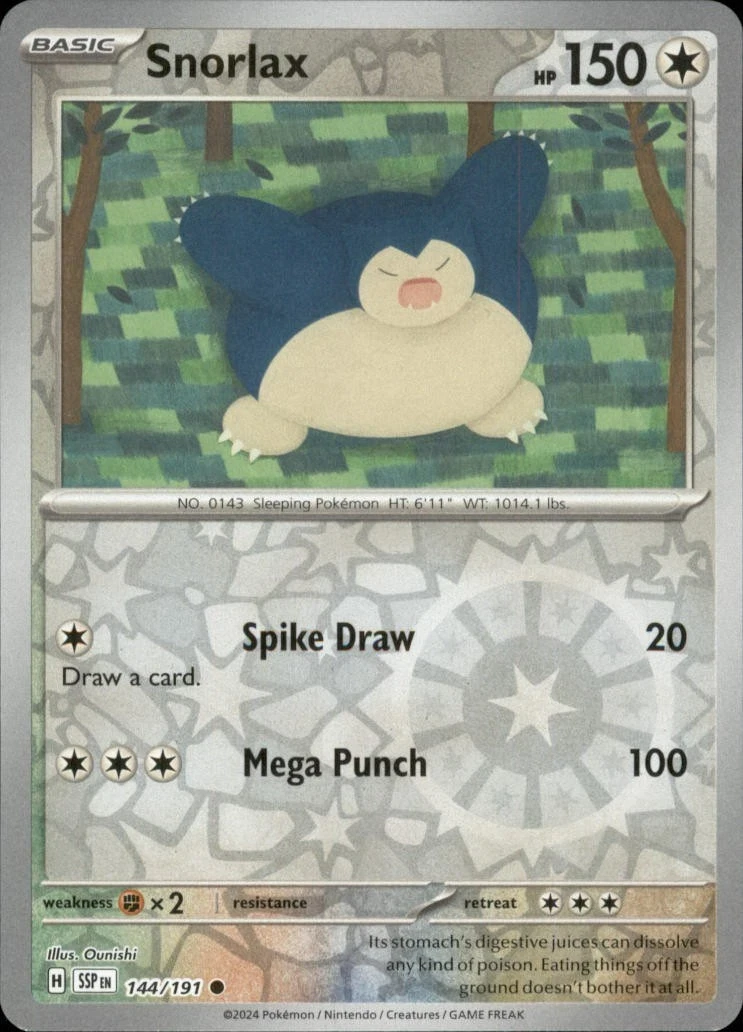 BASIC Snorlax HP 150
NO. 0143 Sleeping Pokémon HT: 6'11" WT: 1014.1 lbs.
Spike Draw 20
Draw a card.
Mega Punch 100
weakness ×2 resistance retreat
Illus. Ounishi
Its stomach's digestive juices can dissolve
any kind of poison. Eating things off the
ground doesn't bother it at all.
H SSP EN 144/191
©2024 Pokémon / Nintendo / Creatures / GAME FREAK